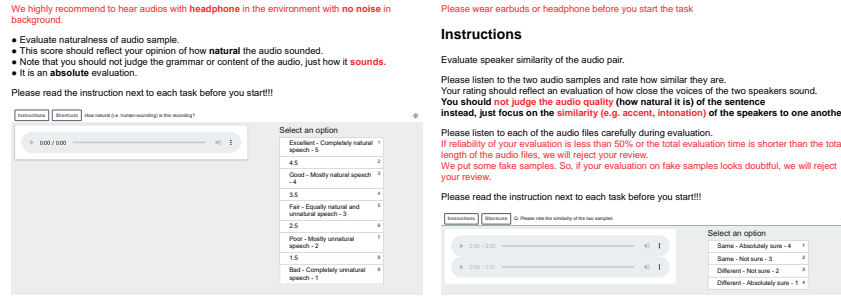 We highly recommend to hear audios with headphone in the environment with no noise in
background.
● Evaluate naturalness of audio sample.
● This score should reflect your opinion of how natural the audio sounded.
● Note that you should not judge the grammar or content of the audio, just how it sounds.
● It is an absolute evaluation.
Please read the instruction next to each task before you start!!!
Instructions Shortcuts How natural (i.e. human-sounding) is this recording?
0:00 / 0:00
Select an option
Excellent - Completely natural 1
speech - 5
4.5 2
Good - Mostly natural speech 3
- 4
3.5 4
Fair - Equally natural and 5
unnatural speech - 3
2.5 6
Poor - Mostly unnatural 7
speech - 2
1.5 8
Bad - Completely unnatural 9
speech - 1
Please wear earbuds or headphone before you start the task
Instructions
Evaluate speaker similarity of the audio pair.
Please listen to the two audio samples and rate how similar they are.
Your rating should reflect an evaluation of how close the voices of the two speakers sound.
You should not judge the audio quality (how natural it is) of the sentence
instead, just focus on the similarity (e.g. accent, intonation) of the speakers to one anothe
Please listen to each of the audio files carefully during evaluation.
If reliability of your evaluation is less than 50% or the total evaluation time is shorter than the tota
length of the audio files, we will reject your review.
We put some fake samples. So, if your evaluation on fake samples looks doubtful, we will reject
your review.
Please read the instruction next to each task before you start!!!
Instructions Shortcuts Q. Please rate the similarity of the two samples
0:00 / 0:00
0:00 / 0:00
Select an option
Same - Absolutely sure - 4 1
Same - Not sure - 3 2
Different - Not sure - 2 3
Different - Absolutely sure - 1 4